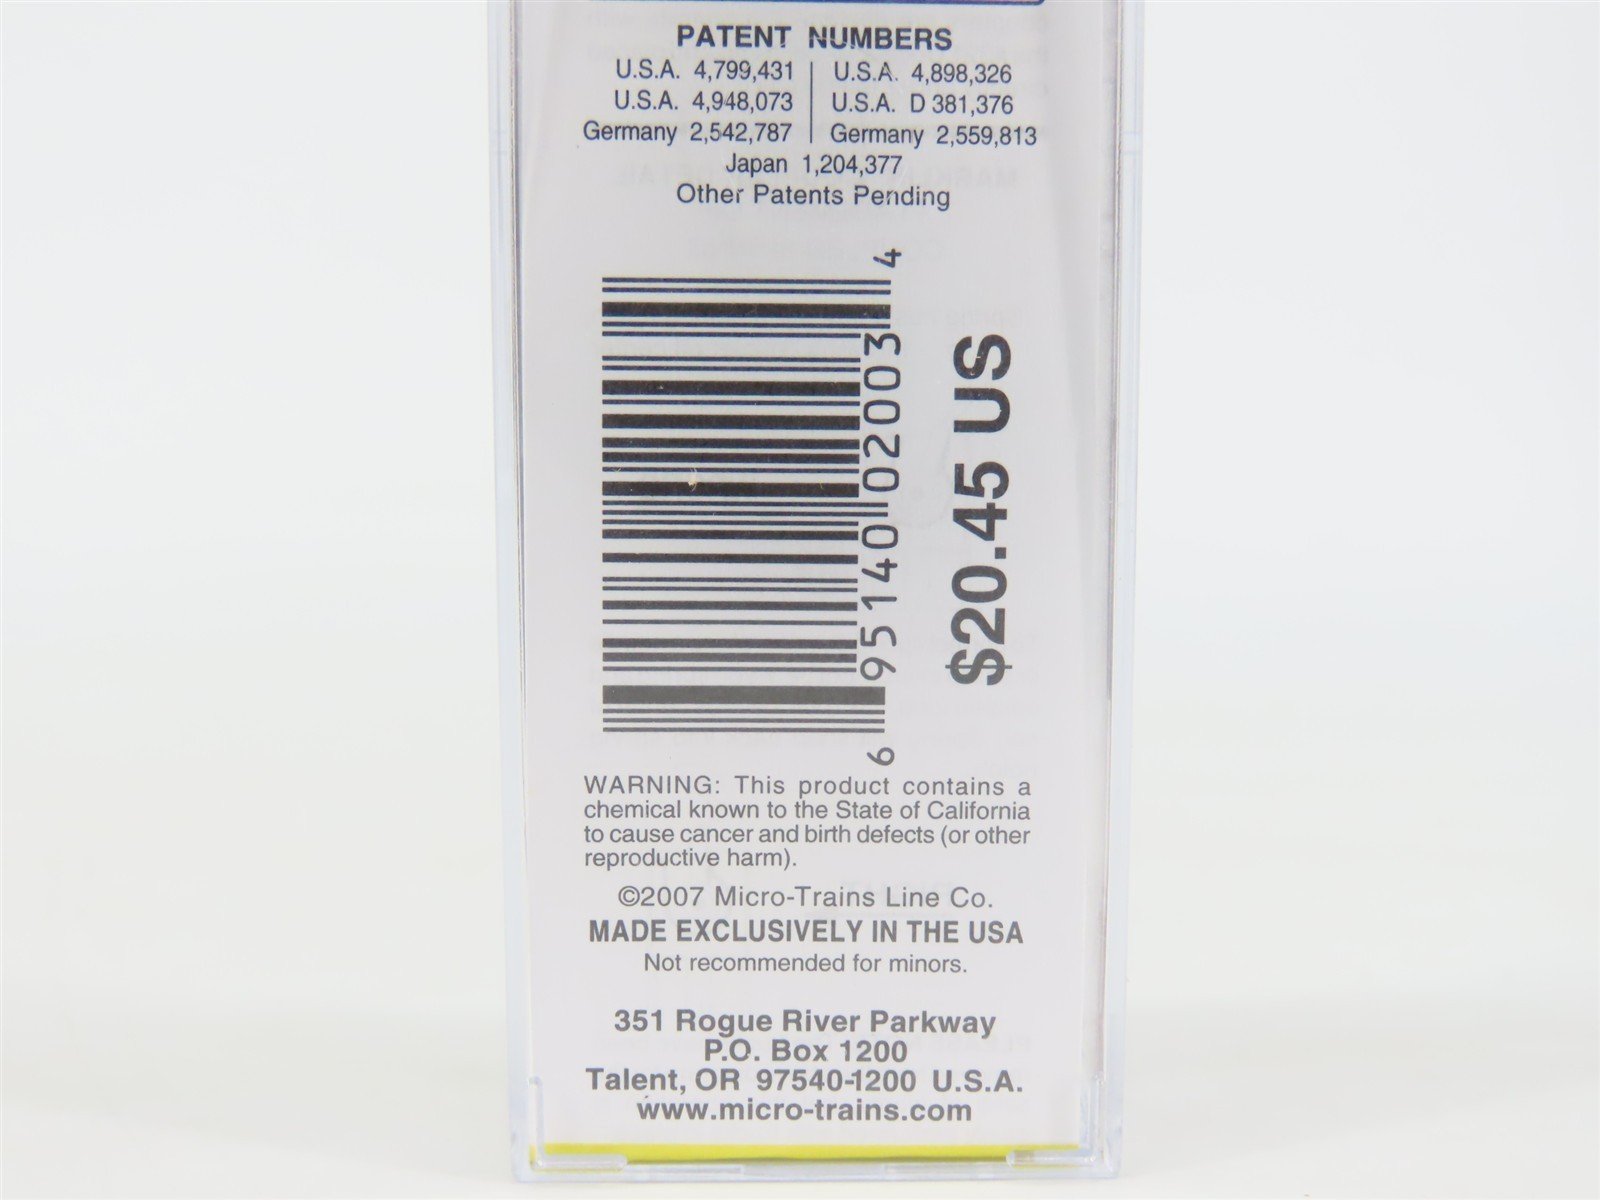 PATENT NUMBERS
U.S.A. 4,799,431 | U.S.A. 4,898,326
U.S.A. 4,948,073 | U.S.A. D 381,376
Germany 2,542,787 | Germany 2,559,813
Japan 1,204,377
Other Patents Pending
6 95140 02003 4
$20.45 US
WARNING: This product contains a
chemical known to the State of California
to cause cancer and birth defects (or other
reproductive harm).
©2007 Micro-Trains Line Co.
MADE EXCLUSIVELY IN THE USA
Not recommended for minors.
351 Rogue River Parkway
P.O. Box 1200
Talent, OR 97540-1200 U.S.A.
www.micro-trains.com